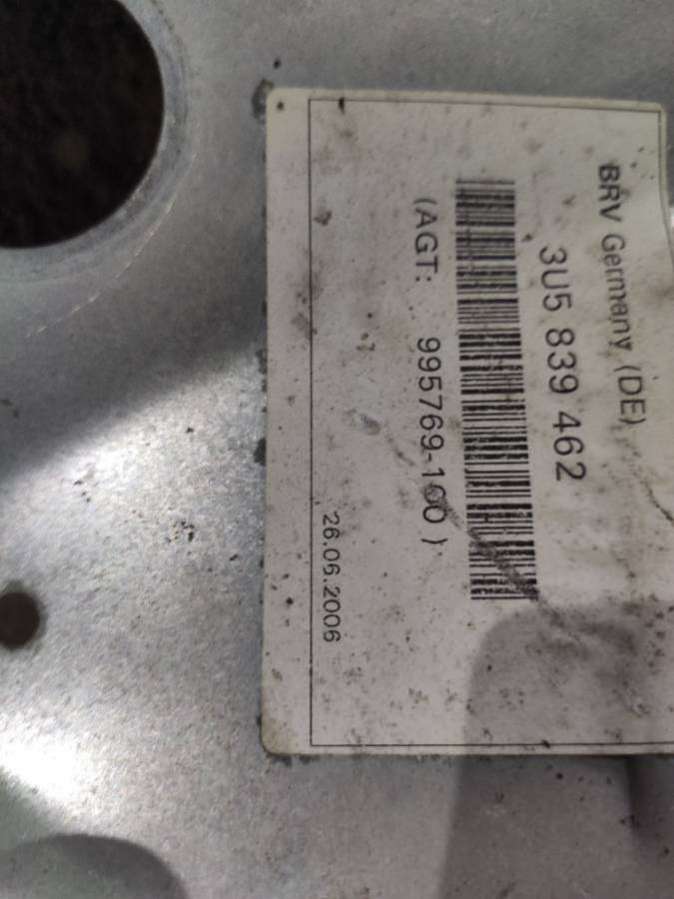 BRV Germany (DE)
3U5 839 462
(AGT: 995769-100 )
26.06.2006